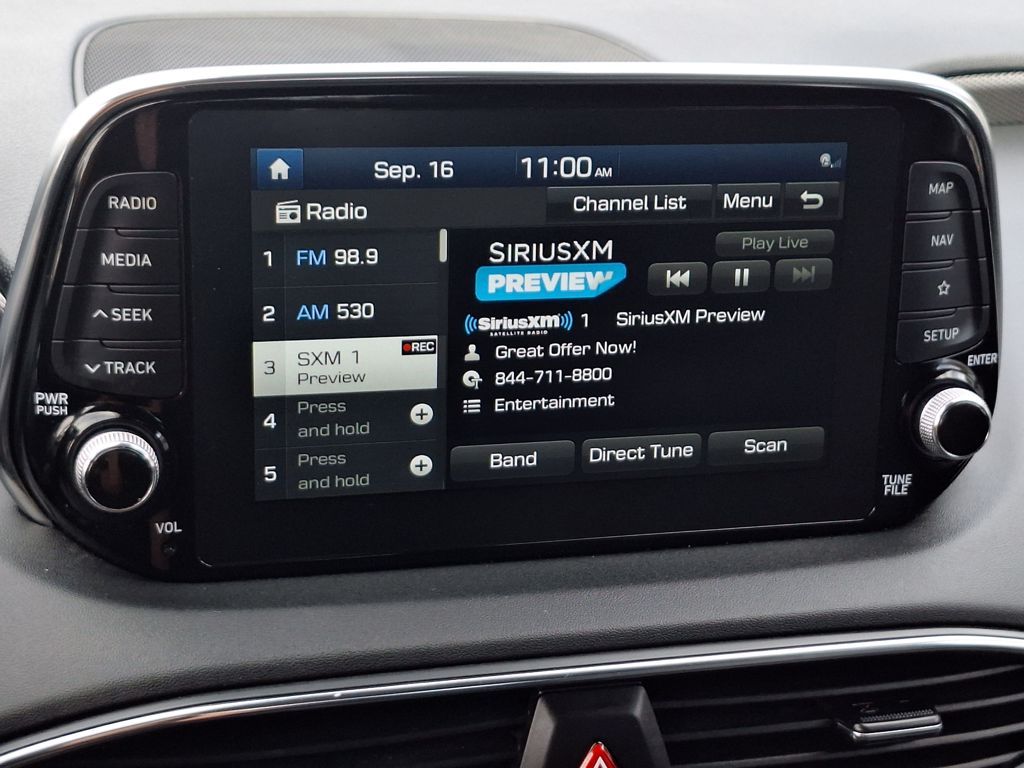 Sep. 16
11:00 AM
Radio
Channel List
Menu
1 FM 98.9
2 AM 530
3 SXM 1
REC
Preview
4 Press
and hold
5 Press
and hold
SIRIUSXM
PREVIEW
Play Live
((SiriusXM)) 1 SiriusXM Preview
SATELLITE RADIO
Great Offer Now!
844-711-8800
Entertainment
Band
Direct Tune
Scan
RADIO
MEDIA
SEEK
TRACK
PWR
PUSH
VOL
MAP
NAV
SETUP
ENTER
TUNE
FILE